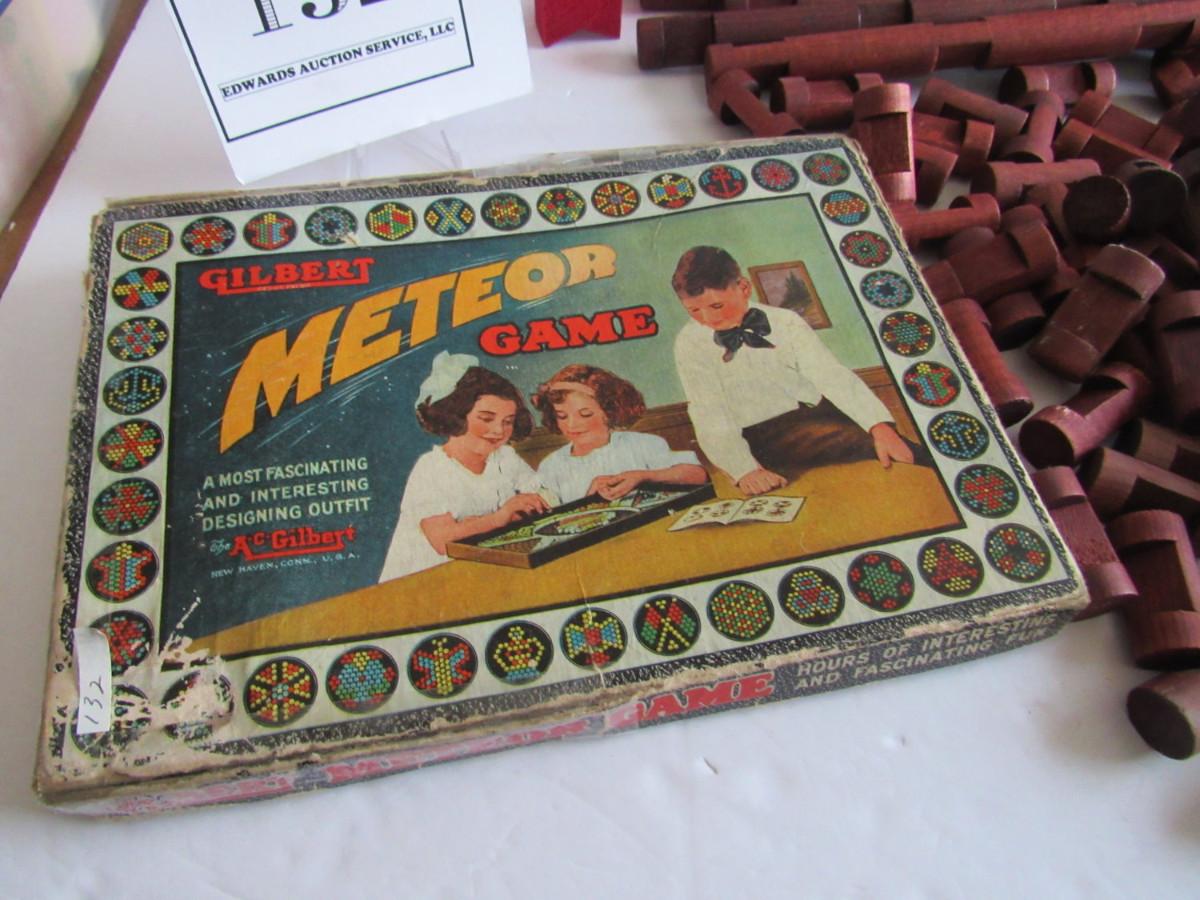 EDWARDS AUCTION SERVICE, LLC
GILBERT
METEOR
GAME
A MOST FASCINATING
AND INTERESTING
DESIGNING OUTFIT
The A.C. Gilbert
NEW HAVEN, CONN., U.S.A.
132
GAME
HOURS OF INTERESTING
AND FASCINATING FUN